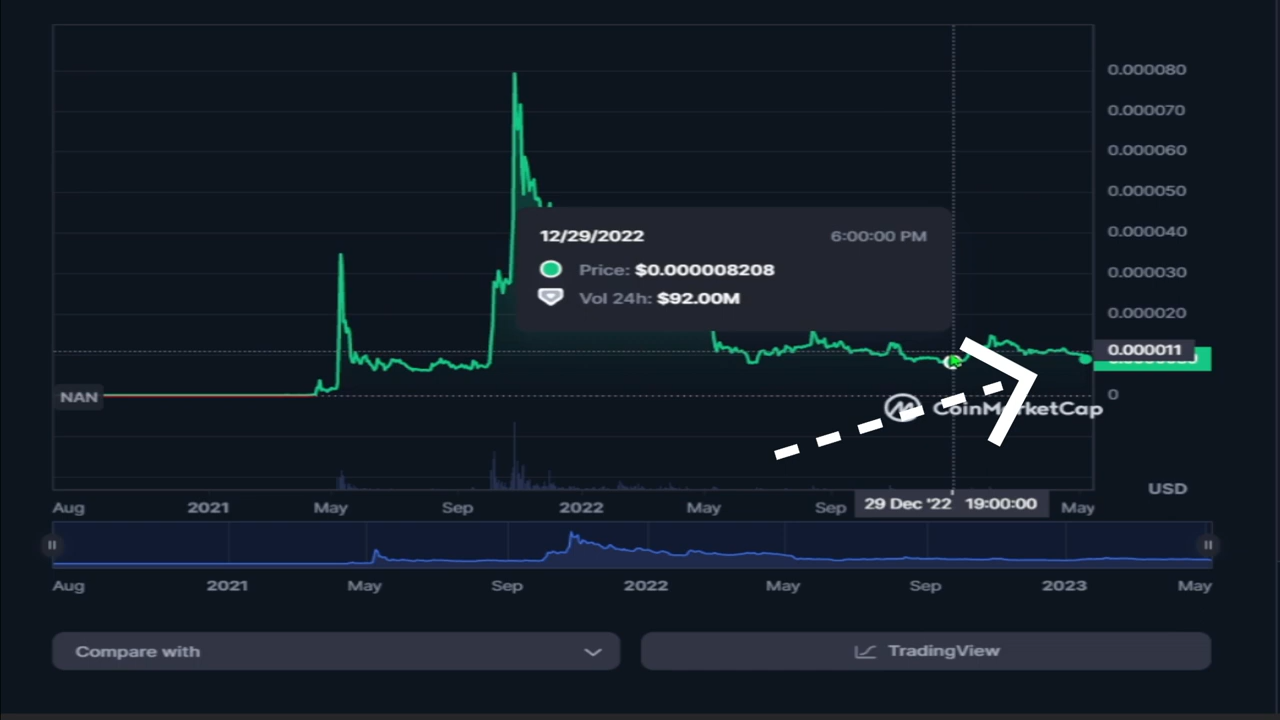 0.000080
0.000070
0.000060
0.000050
12/29/2022 6:00:00 PM
0.000040
Price: $0.000008208
0.000030
Vol 24h: $92.00M
0.000020
0.000011
NAN
0
CoinMarketCap
USD
Aug 2021 May Sep 2022 May Sep 29 Dec '22 19:00:00 May
Aug 2021 May Sep 2022 May Sep 2023 May
Compare with
TradingView